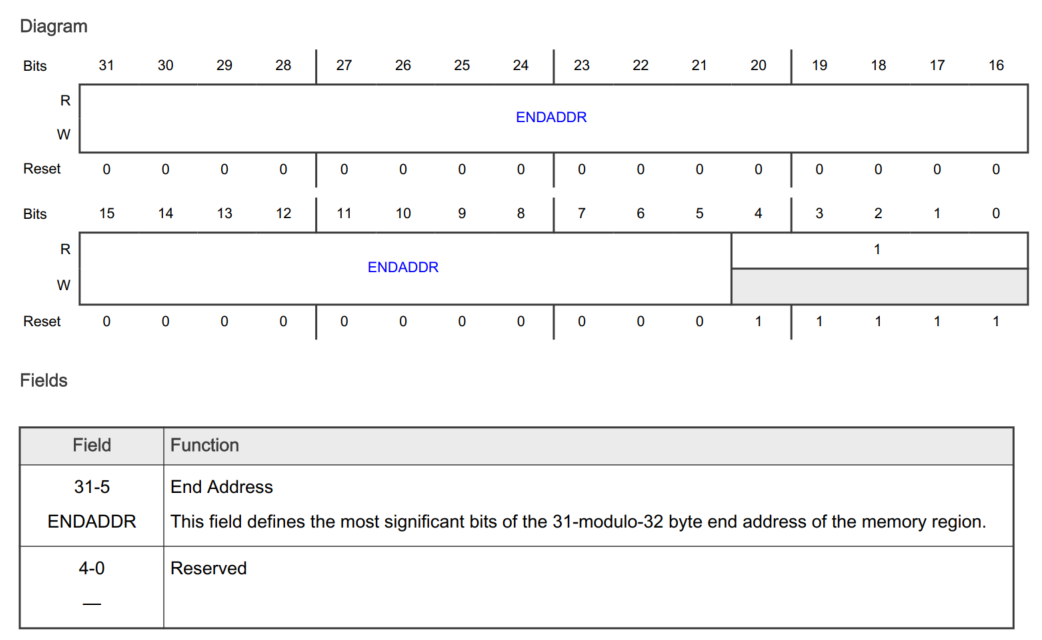 Diagram
Bits 31 30 29 28 27 26 25 24 23 22 21 20 19 18 17 16
R
ENDADDR
W
Reset 0 0 0 0 0 0 0 0 0 0 0 0 0 0 0 0
Bits 15 14 13 12 11 10 9 8 7 6 5 4 3 2 1 0
R 1
ENDADDR
W
Reset 0 0 0 0 0 0 0 0 0 0 0 1 1 1 1 1
Fields
Field Function
31-5 End Address
ENDADDR This field defines the most significant bits of the 31-modulo-32 byte end address of the memory region.
4-0 Reserved
—